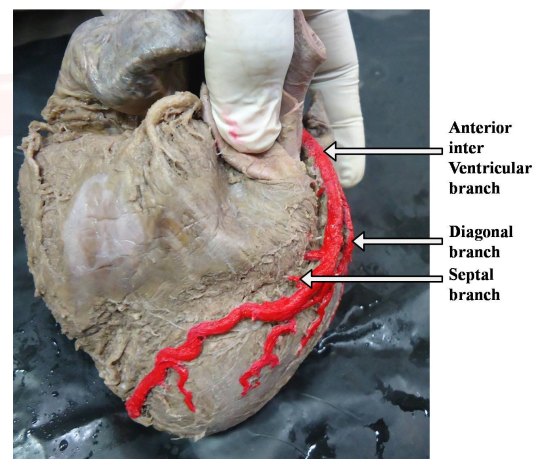 Anterior
inter
Ventricular
branch
Diagonal
branch
Septal
branch